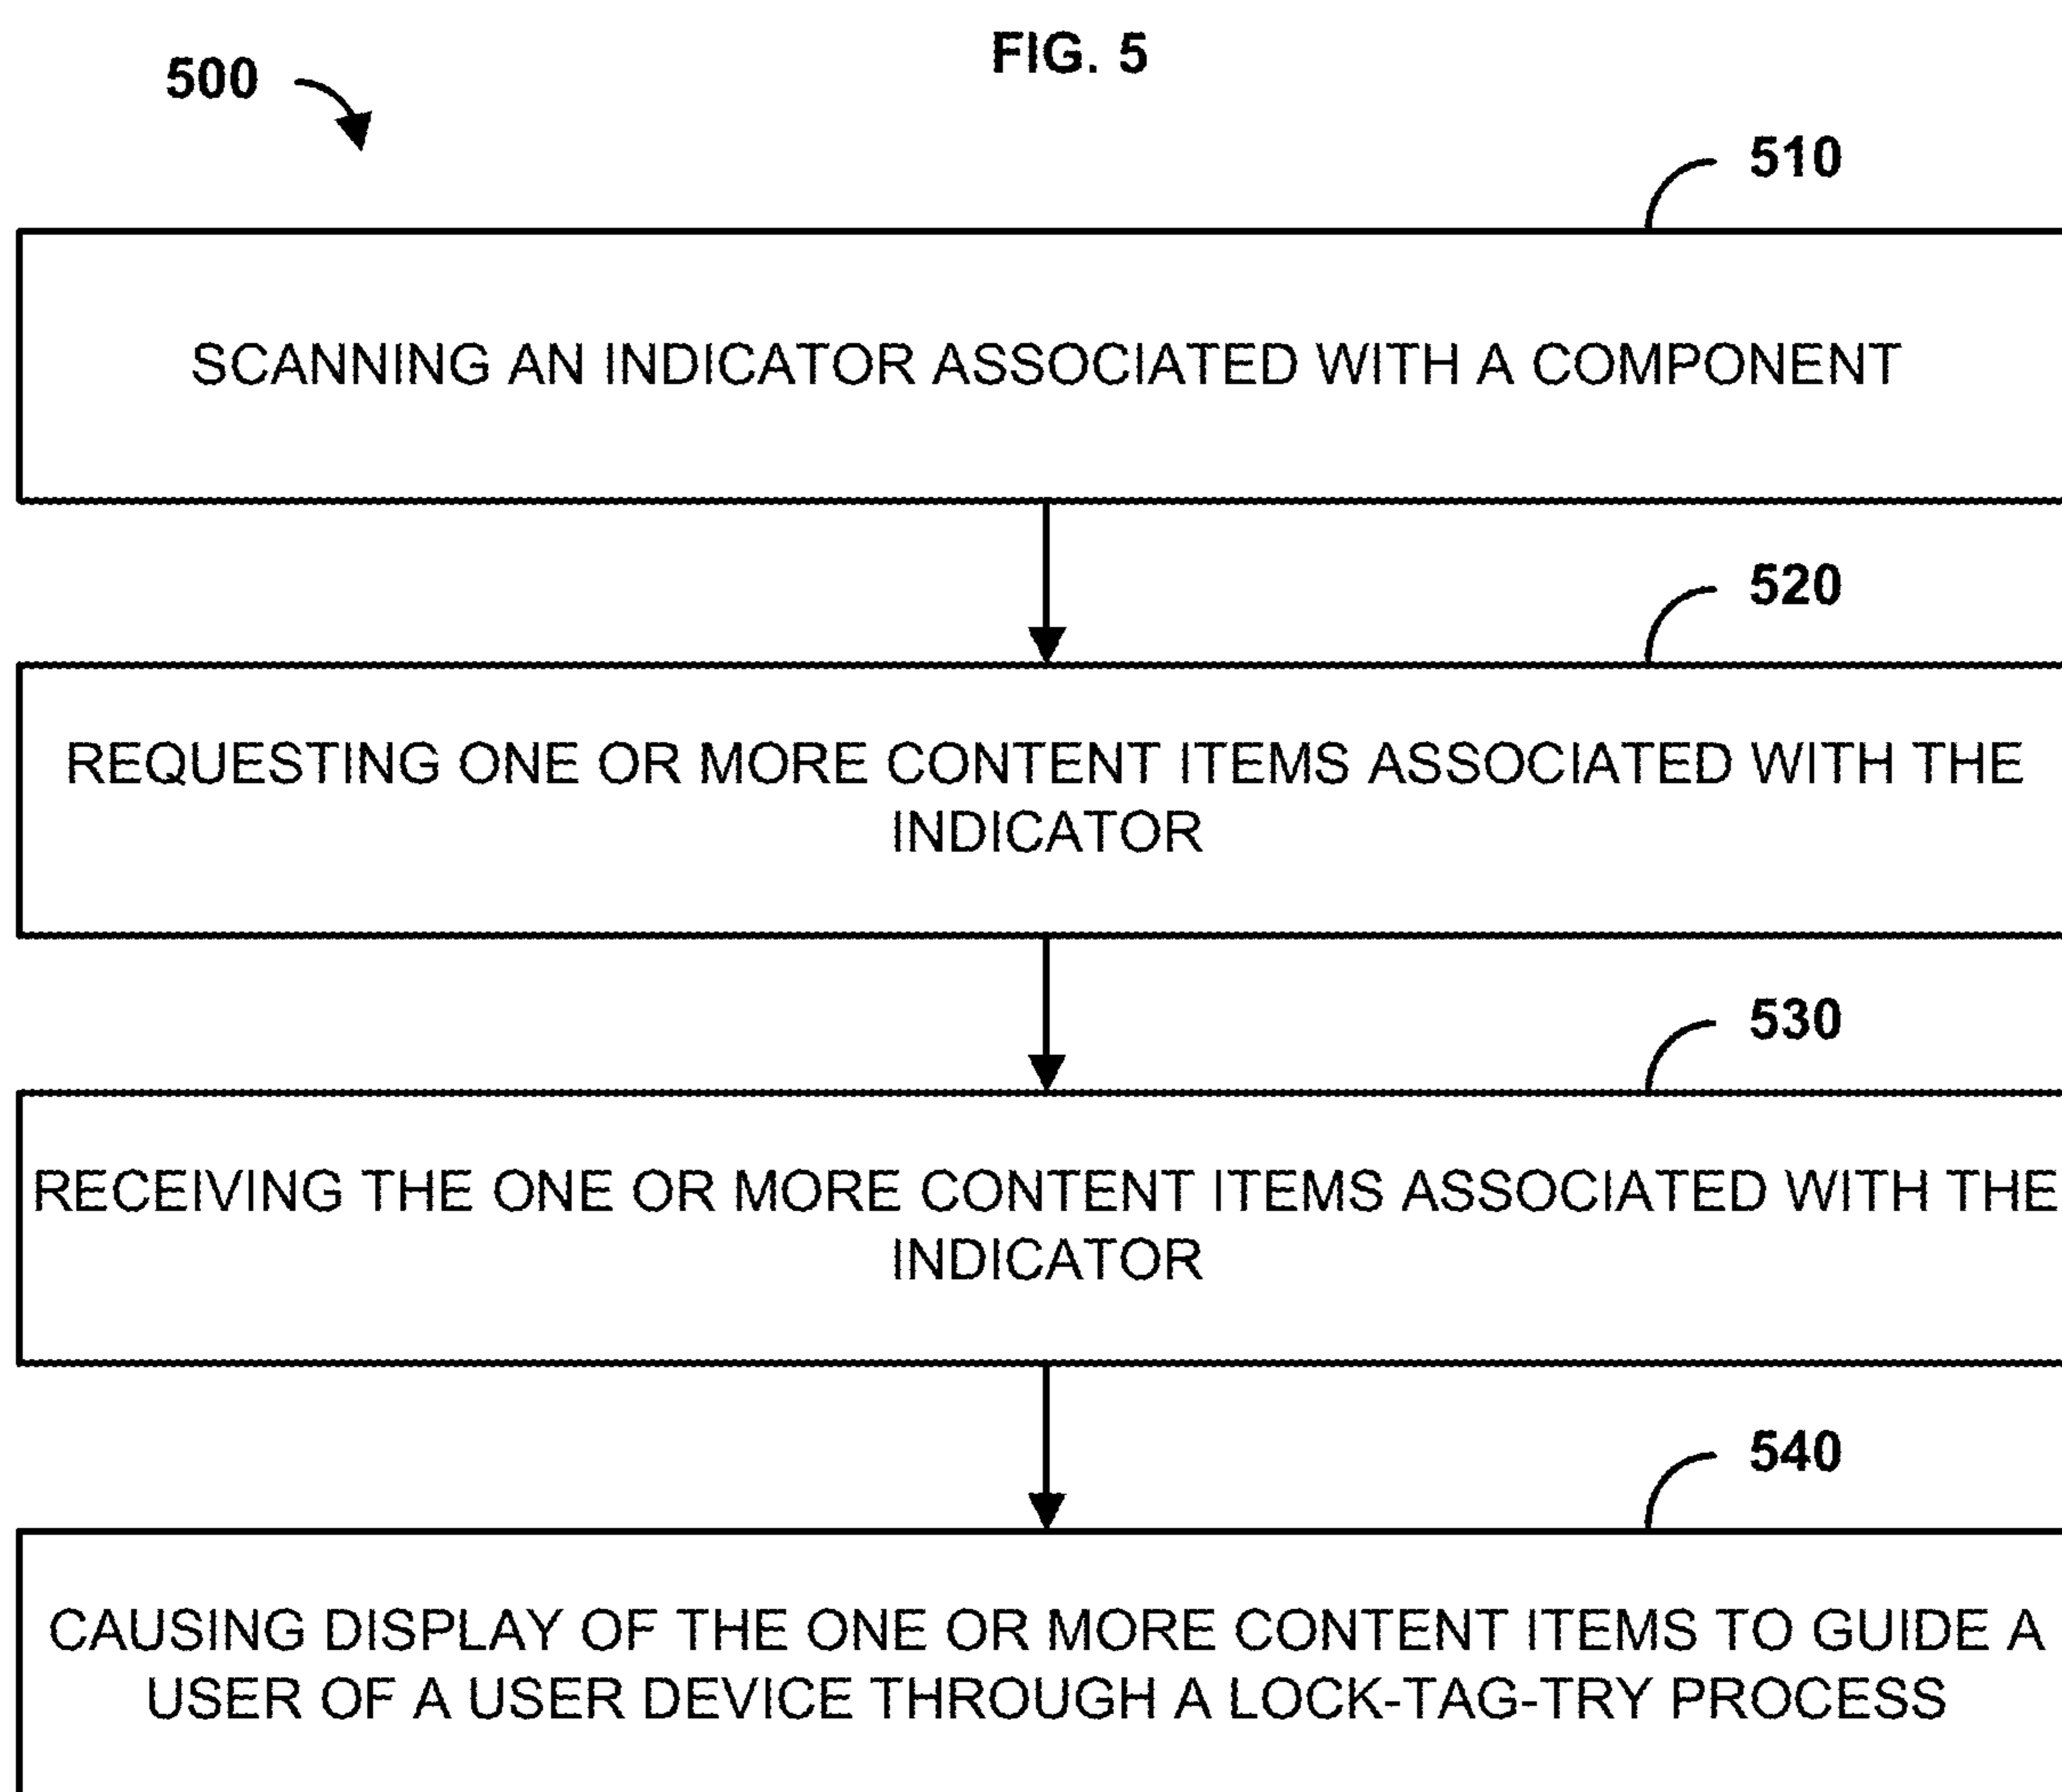 FIG. 5
500
510
SCANNING AN INDICATOR ASSOCIATED WITH A COMPONENT
520
REQUESTING ONE OR MORE CONTENT ITEMS ASSOCIATED WITH THE
INDICATOR
530
RECEIVING THE ONE OR MORE CONTENT ITEMS ASSOCIATED WITH THE
INDICATOR
540
CAUSING DISPLAY OF THE ONE OR MORE CONTENT ITEMS TO GUIDE A
USER OF A USER DEVICE THROUGH A LOCK-TAG-TRY PROCESS